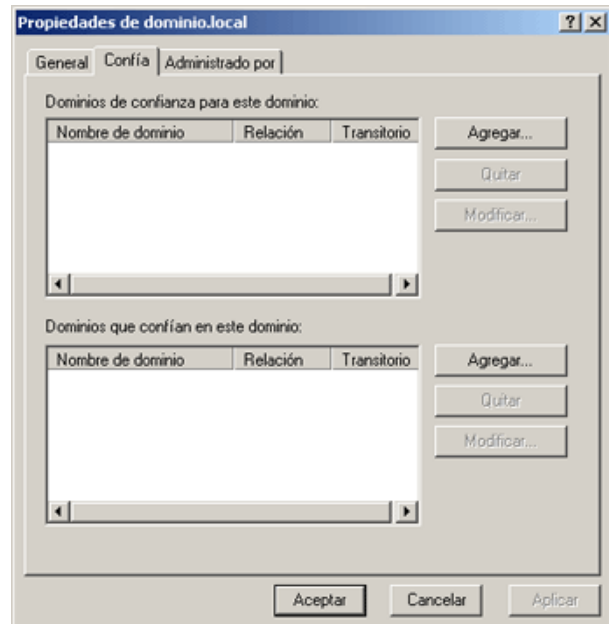 Propiedades de dominio.local
General Confía Administrado por
Dominios de confianza para este dominio:
Nombre de dominio Relación Transitorio
Agregar...
Quitar
Modificar...
Dominios que confían en este dominio:
Nombre de dominio Relación Transitorio
Agregar...
Quitar
Modificar...
Aceptar Cancelar Aplicar